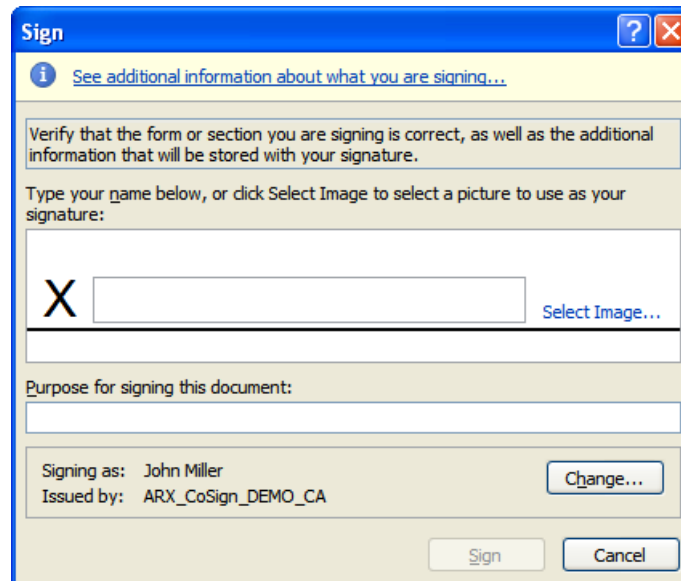 Sign
See additional information about what you are signing...
Verify that the form or section you are signing is correct, as well as the additional
information that will be stored with your signature.
Type your name below, or click Select Image to select a picture to use as your
signature:
X
Select Image...
Purpose for signing this document:
Signing as: John Miller
Change...
Issued by: ARX_CoSign_DEMO_CA
Sign Cancel